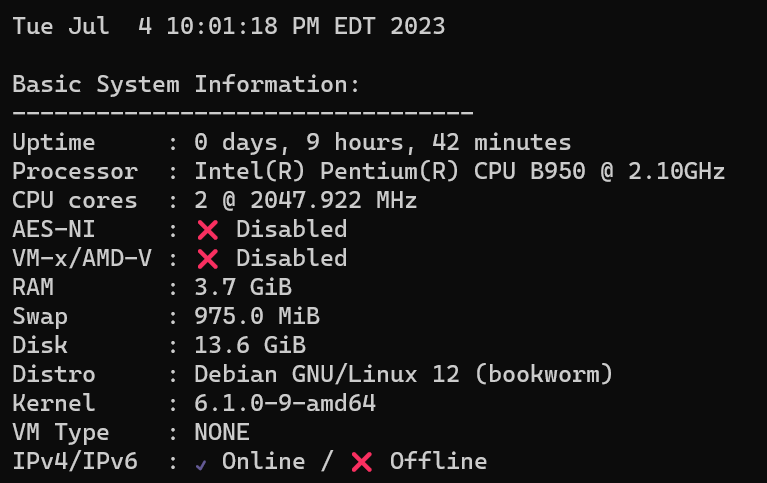 Tue Jul  4 10:01:18 PM EDT 2023
Basic System Information:
---------------------------------
Uptime     : 0 days, 9 hours, 42 minutes
Processor  : Intel(R) Pentium(R) CPU B950 @ 2.10GHz
CPU cores  : 2 @ 2047.922 MHz
AES-NI     : ❌ Disabled
VM-x/AMD-V : ❌ Disabled
RAM        : 3.7 GiB
Swap       : 975.0 MiB
Disk       : 13.6 GiB
Distro     : Debian GNU/Linux 12 (bookworm)
Kernel     : 6.1.0-9-amd64
VM Type    : NONE
IPv4/IPv6  : ✔ Online / ❌ Offline